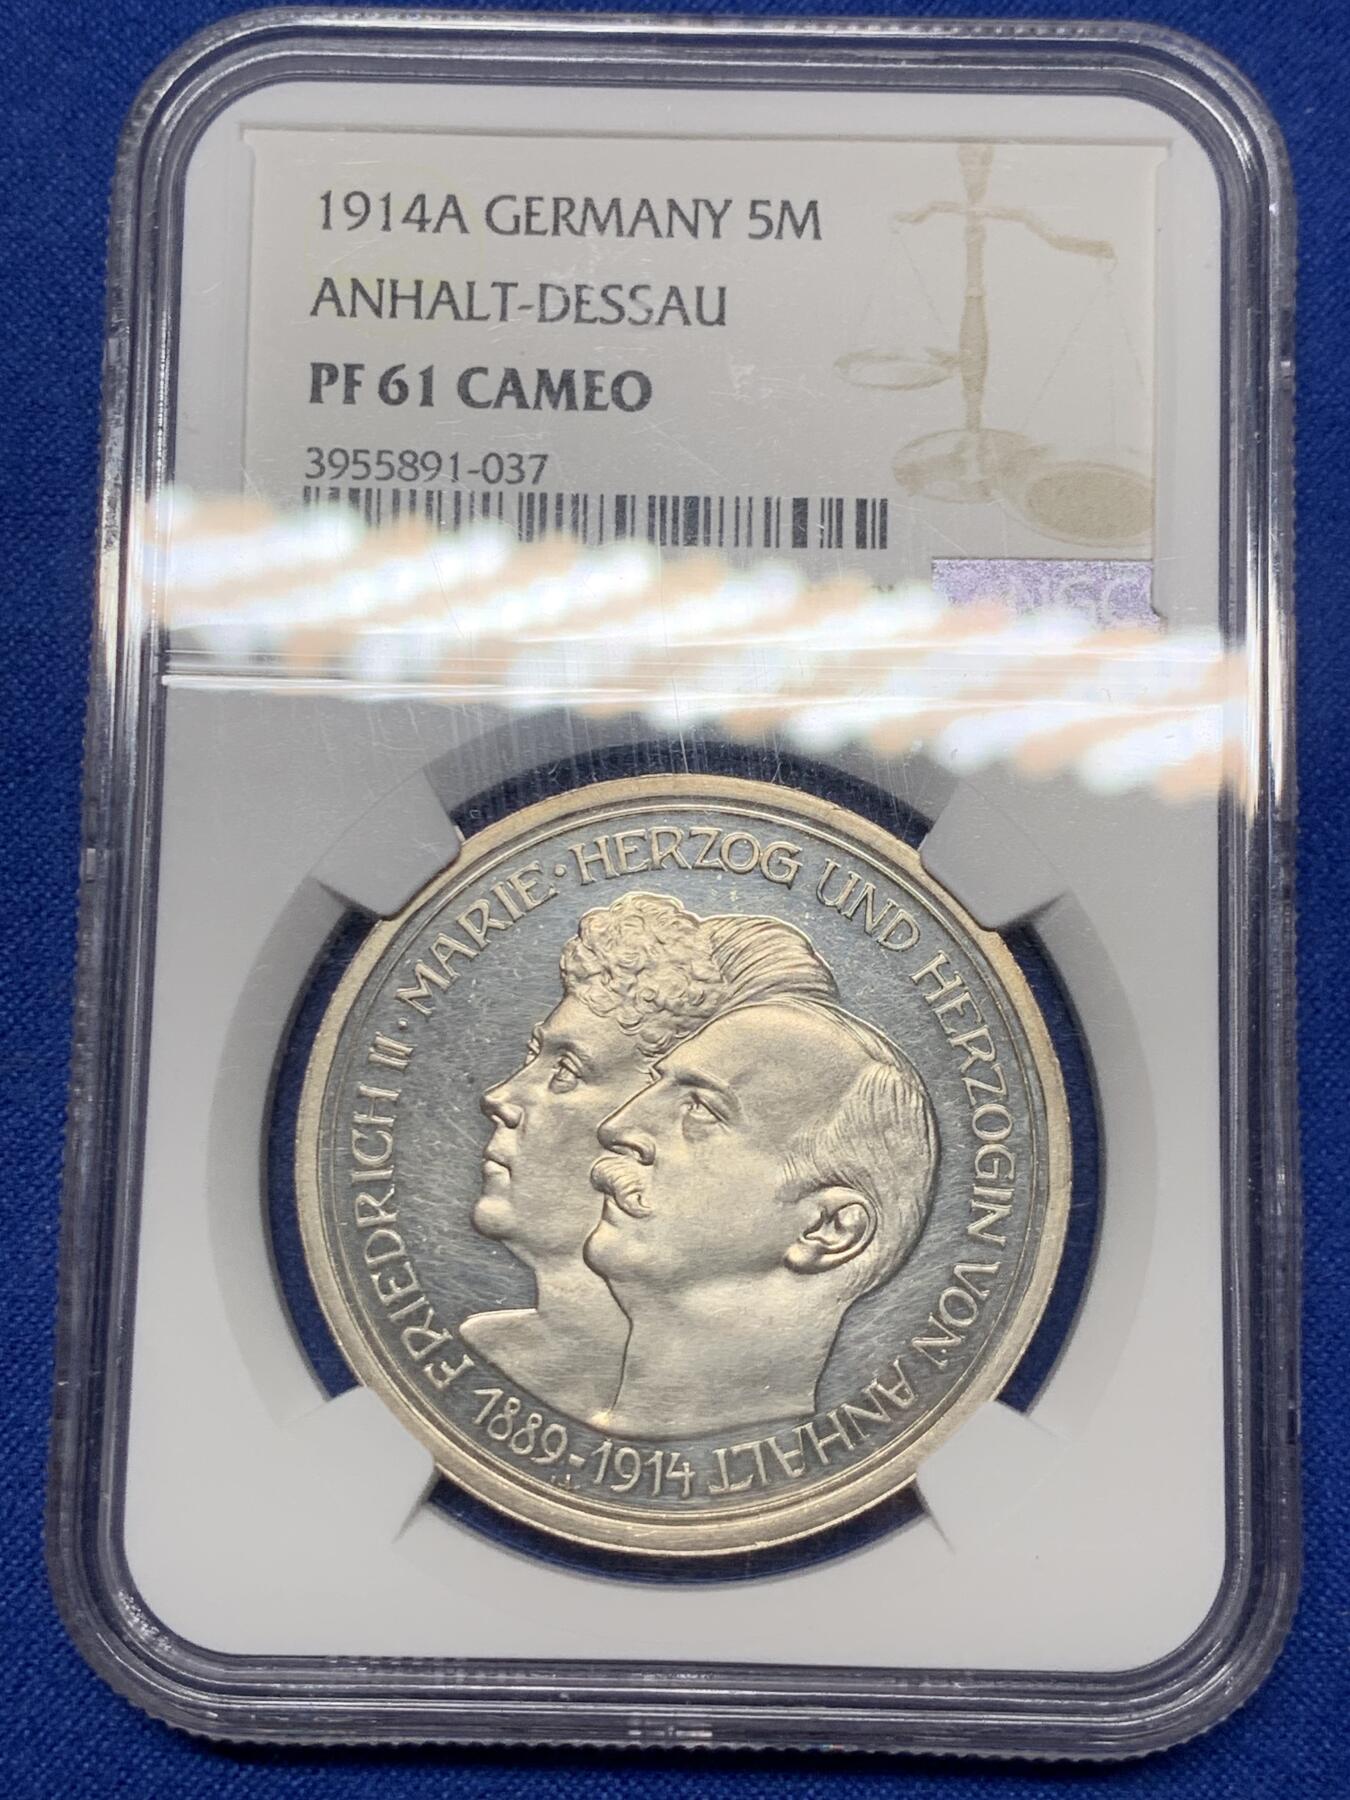 1914A GERMANY 5M
ANHALT-DESSAU
PF 61 CAMEO
3955891-037
NGC
FRIEDRICH II · MARIE · HERZOG UND HERZOGIN VON ANHALT
1889-1914